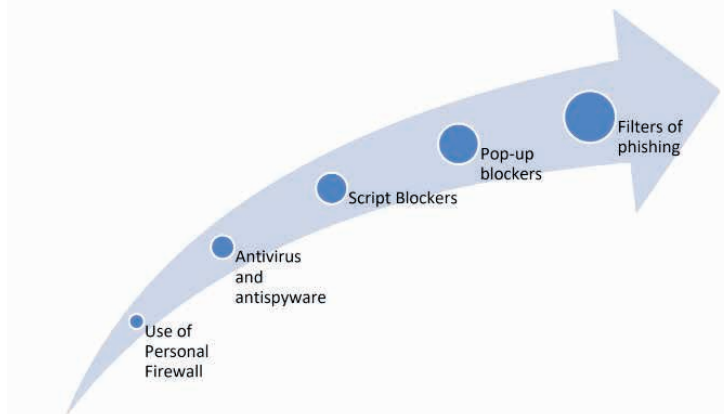 Filters of
phishing
Pop-up
blockers
Script Blockers
Antivirus
and
antispyware
Use of
Personal
Firewall